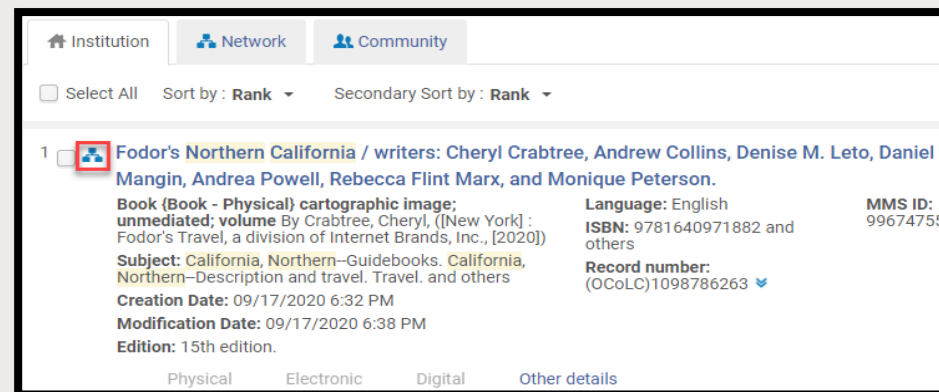 Institution Network Community
Select All Sort by : Rank Secondary Sort by : Rank
1 Fodor's Northern California / writers: Cheryl Crabtree, Andrew Collins, Denise M. Leto, Daniel
Mangin, Andrea Powell, Rebecca Flint Marx, and Monique Peterson.
Book {Book - Physical} cartographic image;
unmediated; volume By Crabtree, Cheryl, ([New York] :
Fodor's Travel, a division of Internet Brands, Inc., [2020])
Subject: California, Northern--Guidebooks. California,
Northern--Description and travel. Travel. and others
Creation Date: 09/17/2020 6:32 PM
Modification Date: 09/17/2020 6:38 PM
Edition: 15th edition.
Language: English
ISBN: 9781640971882 and
others
Record number:
(OCoLC)1098786263
MMS ID:
Physical Electronic Digital Other details